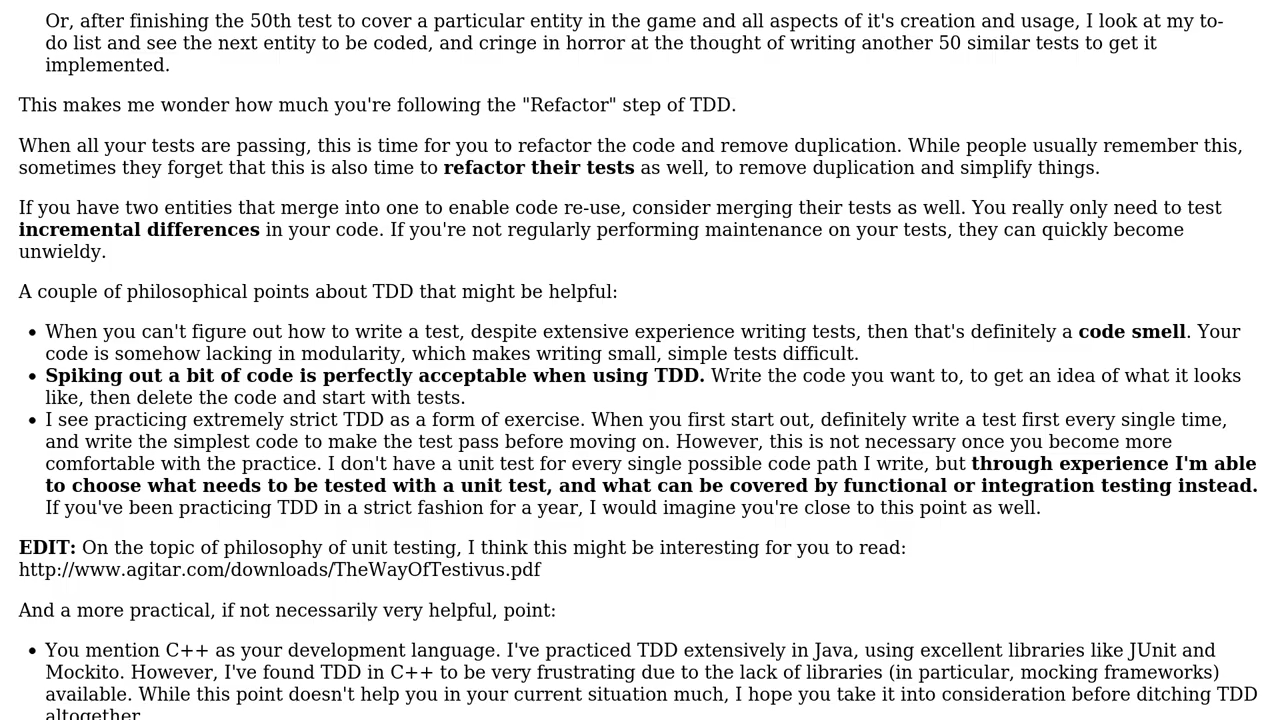 Or, after finishing the 50th test to cover a particular entity in the game and all aspects of it's creation and usage, I look at my to-
do list and see the next entity to be coded, and cringe in horror at the thought of writing another 50 similar tests to get it
implemented.
This makes me wonder how much you're following the "Refactor" step of TDD.
When all your tests are passing, this is time for you to refactor the code and remove duplication. While people usually remember this,
sometimes they forget that this is also time to refactor their tests as well, to remove duplication and simplify things.
If you have two entities that merge into one to enable code re-use, consider merging their tests as well. You really only need to test
incremental differences in your code. If you're not regularly performing maintenance on your tests, they can quickly become
unwieldy.
A couple of philosophical points about TDD that might be helpful:
• When you can't figure out how to write a test, despite extensive experience writing tests, then that's definitely a code smell. Your
code is somehow lacking in modularity, which makes writing small, simple tests difficult.
• Spiking out a bit of code is perfectly acceptable when using TDD. Write the code you want to, to get an idea of what it looks
like, then delete the code and start with tests.
• I see practicing extremely strict TDD as a form of exercise. When you first start out, definitely write a test first every single time,
and write the simplest code to make the test pass before moving on. However, this is not necessary once you become more
comfortable with the practice. I don't have a unit test for every single possible code path I write, but through experience I'm able
to choose what needs to be tested with a unit test, and what can be covered by functional or integration testing instead.
If you've been practicing TDD in a strict fashion for a year, I would imagine you're close to this point as well.
EDIT: On the topic of philosophy of unit testing, I think this might be interesting for you to read:
http://www.agitar.com/downloads/TheWayOfTestivus.pdf
And a more practical, if not necessarily very helpful, point:
• You mention C++ as your development language. I've practiced TDD extensively in Java, using excellent libraries like JUnit and
Mockito. However, I've found TDD in C++ to be very frustrating due to the lack of libraries (in particular, mocking frameworks)
available. While this point doesn't help you in your current situation much, I hope you take it into consideration before ditching TDD
altogether.